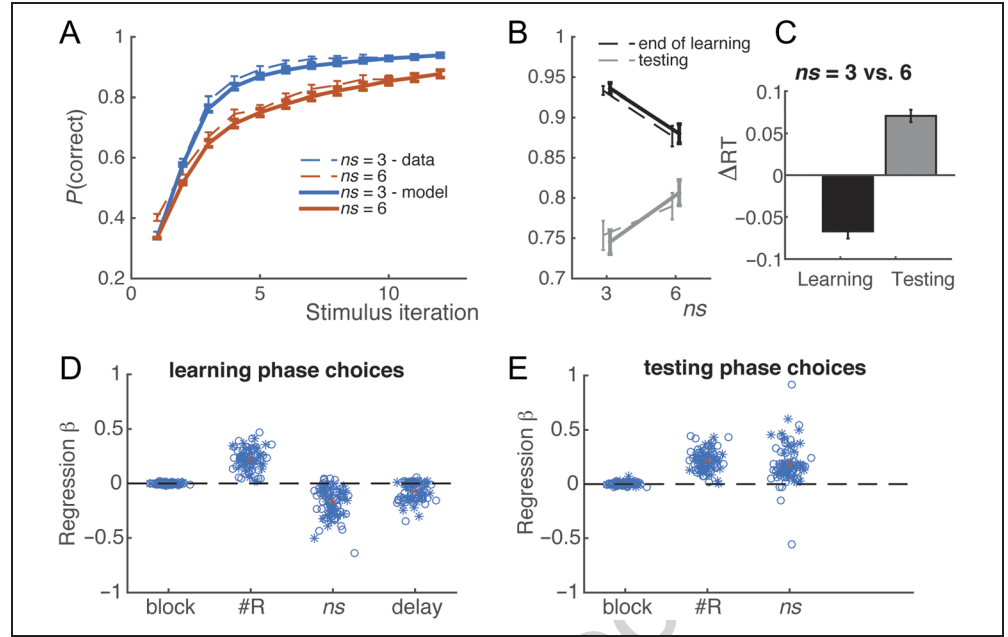 A
1
0.8
0.6
0.4
0.2
P(correct)
0
5
10
Stimulus iteration
ns = 3 - data
ns = 6
ns = 3 - model
ns = 6
B
1
0.95
0.9
0.85
0.8
0.75
0.7
end of learning
testing
3
6
ns
C
ns = 3 vs. 6
0.1
0.05
0
−0.05
−0.1
ΔRT
Learning
Testing
D
learning phase choices
1
0.5
0
−0.5
−1
Regression β
block
#R
ns
delay
E
testing phase choices
1
0.5
0
−0.5
−1
Regression β
block
#R
ns